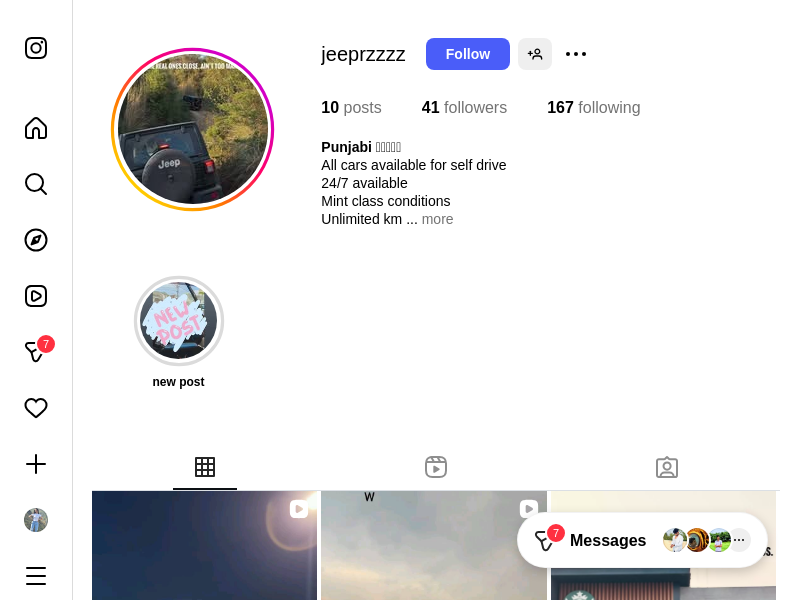 jeeprzzzz
Follow
10 posts
41 followers
167 following
Punjabi
All cars available for self drive
24/7 available
Mint class conditions
Unlimited km ... more
Jeep
NEW
POST
new post
7
W
7
Messages